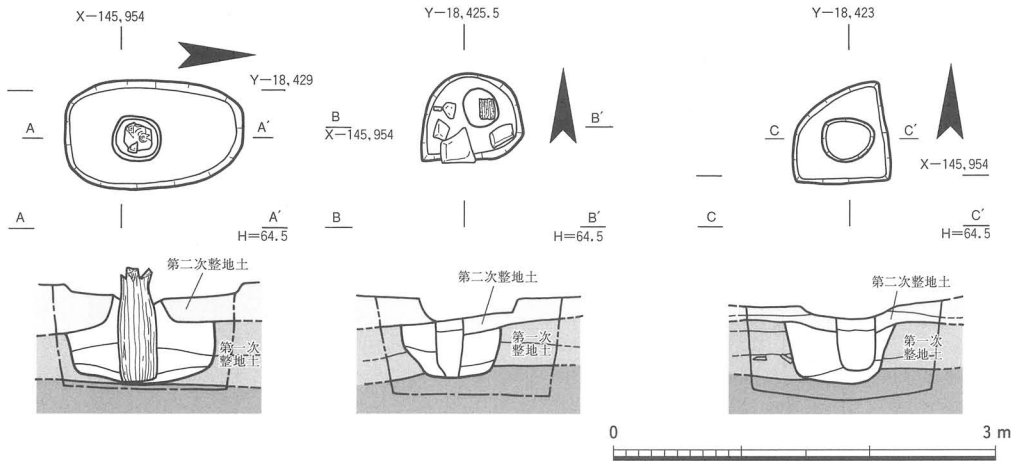 X−145,954
Y−18,429
A
A′
A
A′
H=64.5
第二次整地土
第一次
整地土
Y−18,425.5
B
X−145,954
B′
B
B′
H=64.5
第二次整地土
第一次
整地土
Y−18,423
C
C′
X−145,954
C
C′
H=64.5
第二次整地土
第一次
整地土
0
3 m